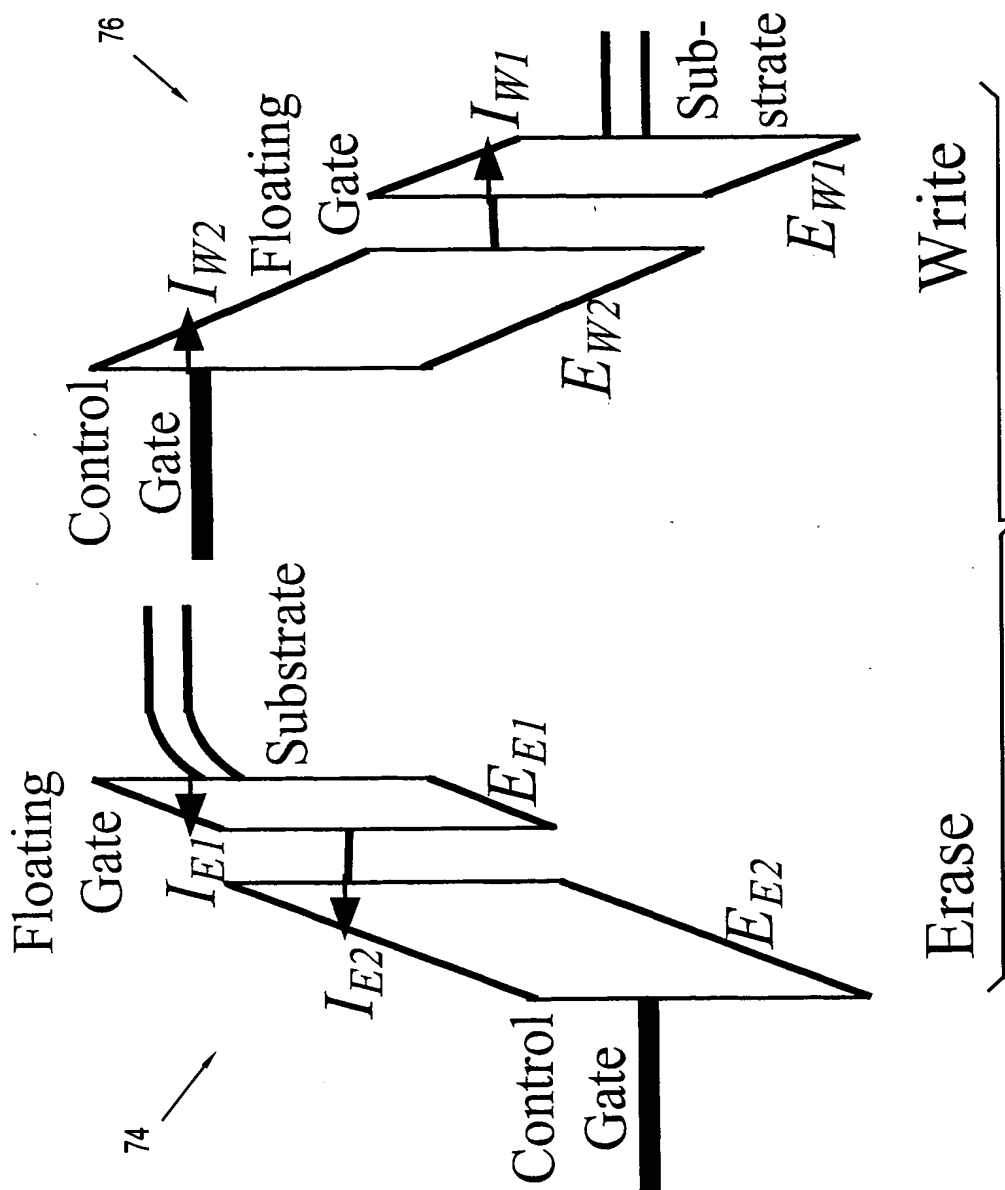 74
Floating
Gate
I_E1
I_E2
Substrate
Control
Gate
E_E1
E_E2
Erase
76
Control
Gate
I_W2
Floating
Gate
I_W1
Sub-
strate
E_W2
E_W1
Write